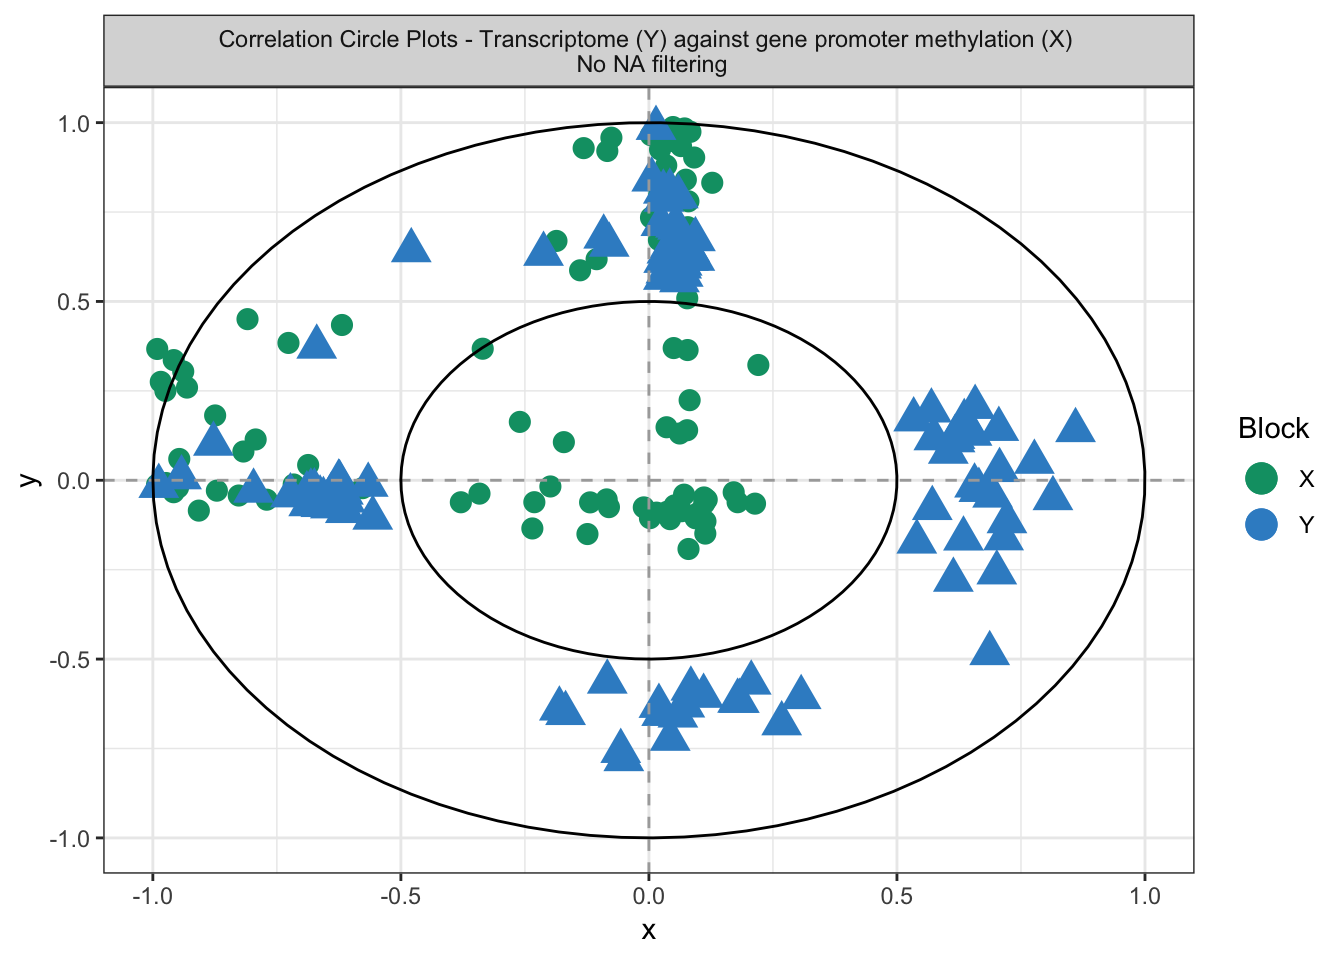 Correlation Circle Plots - Transcriptome (Y) against gene promoter methylation (X)
No NA filtering
1.0
0.5
0.0
-0.5
-1.0
y
-1.0
-0.5
0.0
0.5
1.0
x
Block
X
Y